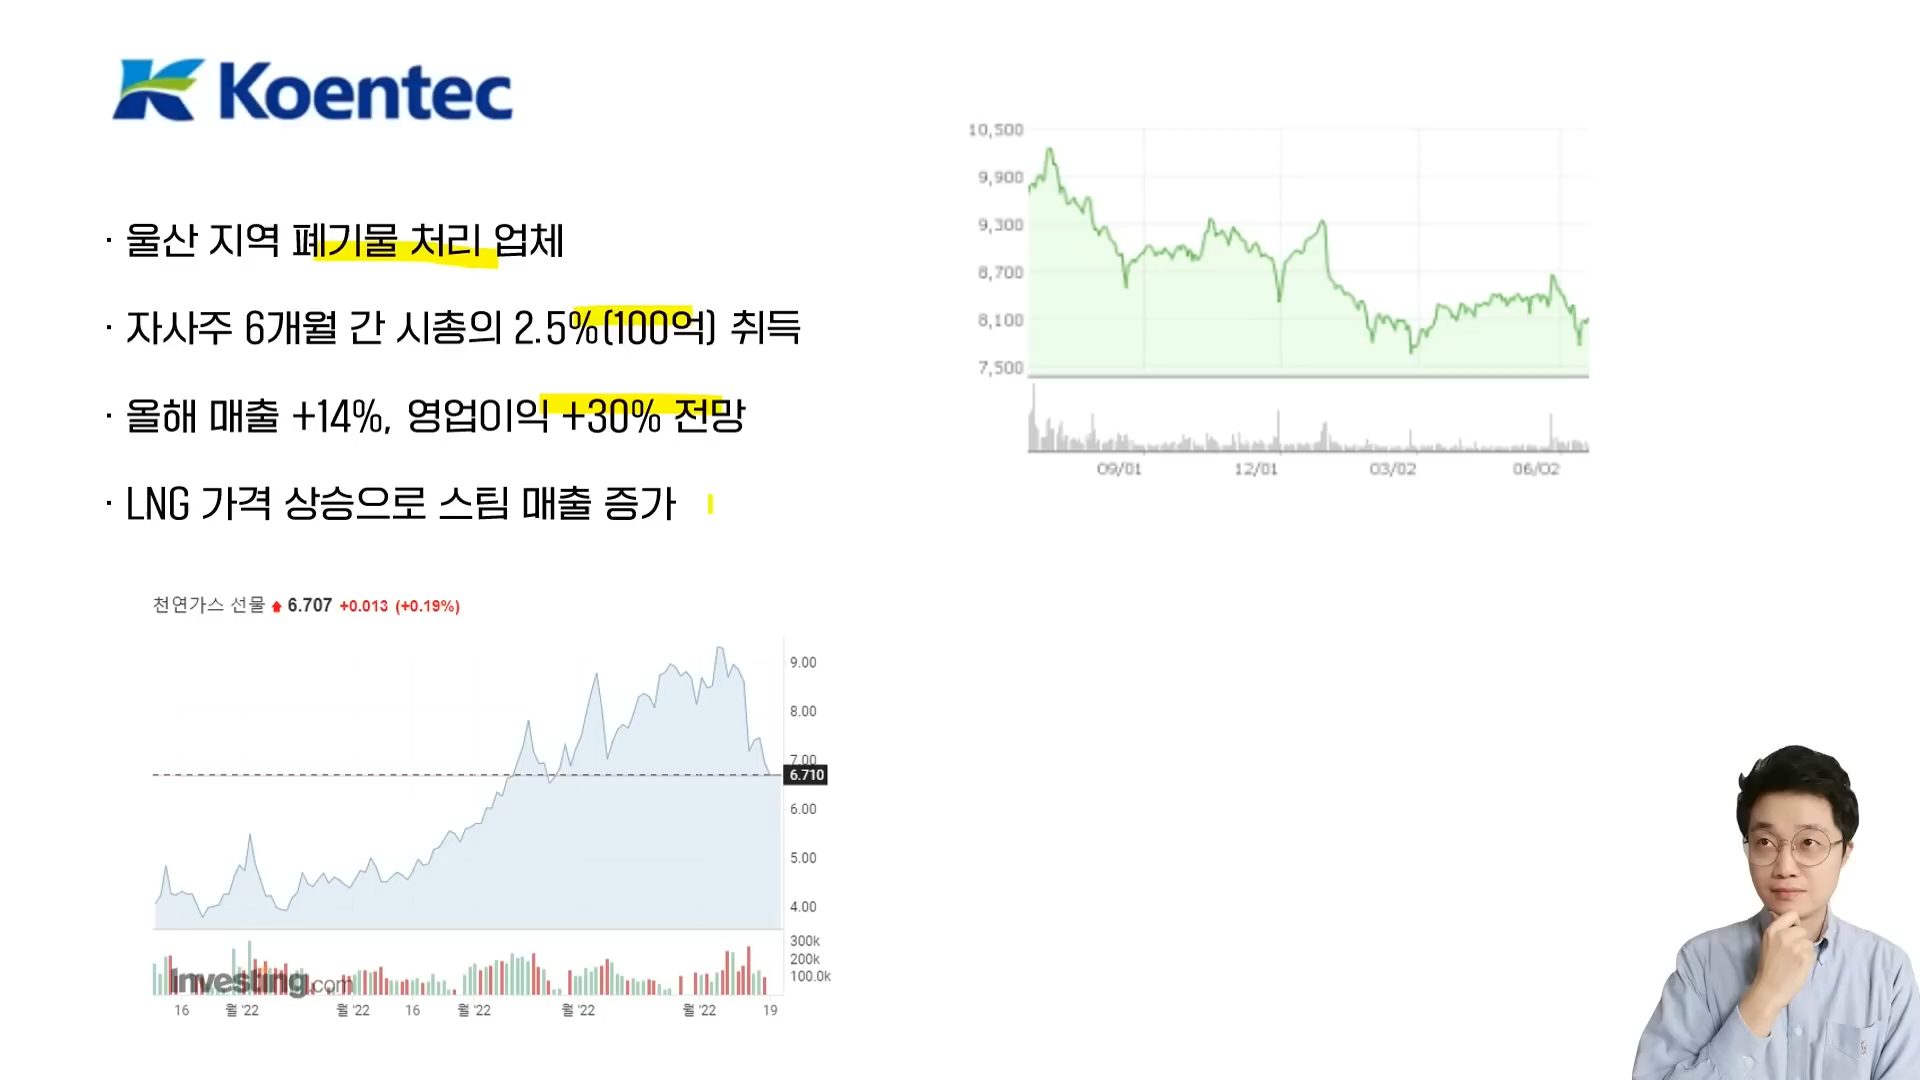 Koentec
· 울산 지역 폐기물 처리 업체
· 자사주 6개월 간 시총의 2.5%(100억) 취득
· 올해 매출 +14%, 영업이익 +30% 전망
· LNG 가격 상승으로 스팀 매출 증가
10,500
9,900
9,300
8,700
8,100
7,500
09/01 12/01 03/02 06/02
천연가스 선물 6.707 +0.013 (+0.19%)
9.00
8.00
7.00
6.710
6.00
5.00
4.00
300k
200k
100.0k
Investing.com
16 월 '22 월 '22 16 월 '22 월 '22 월 '22 19